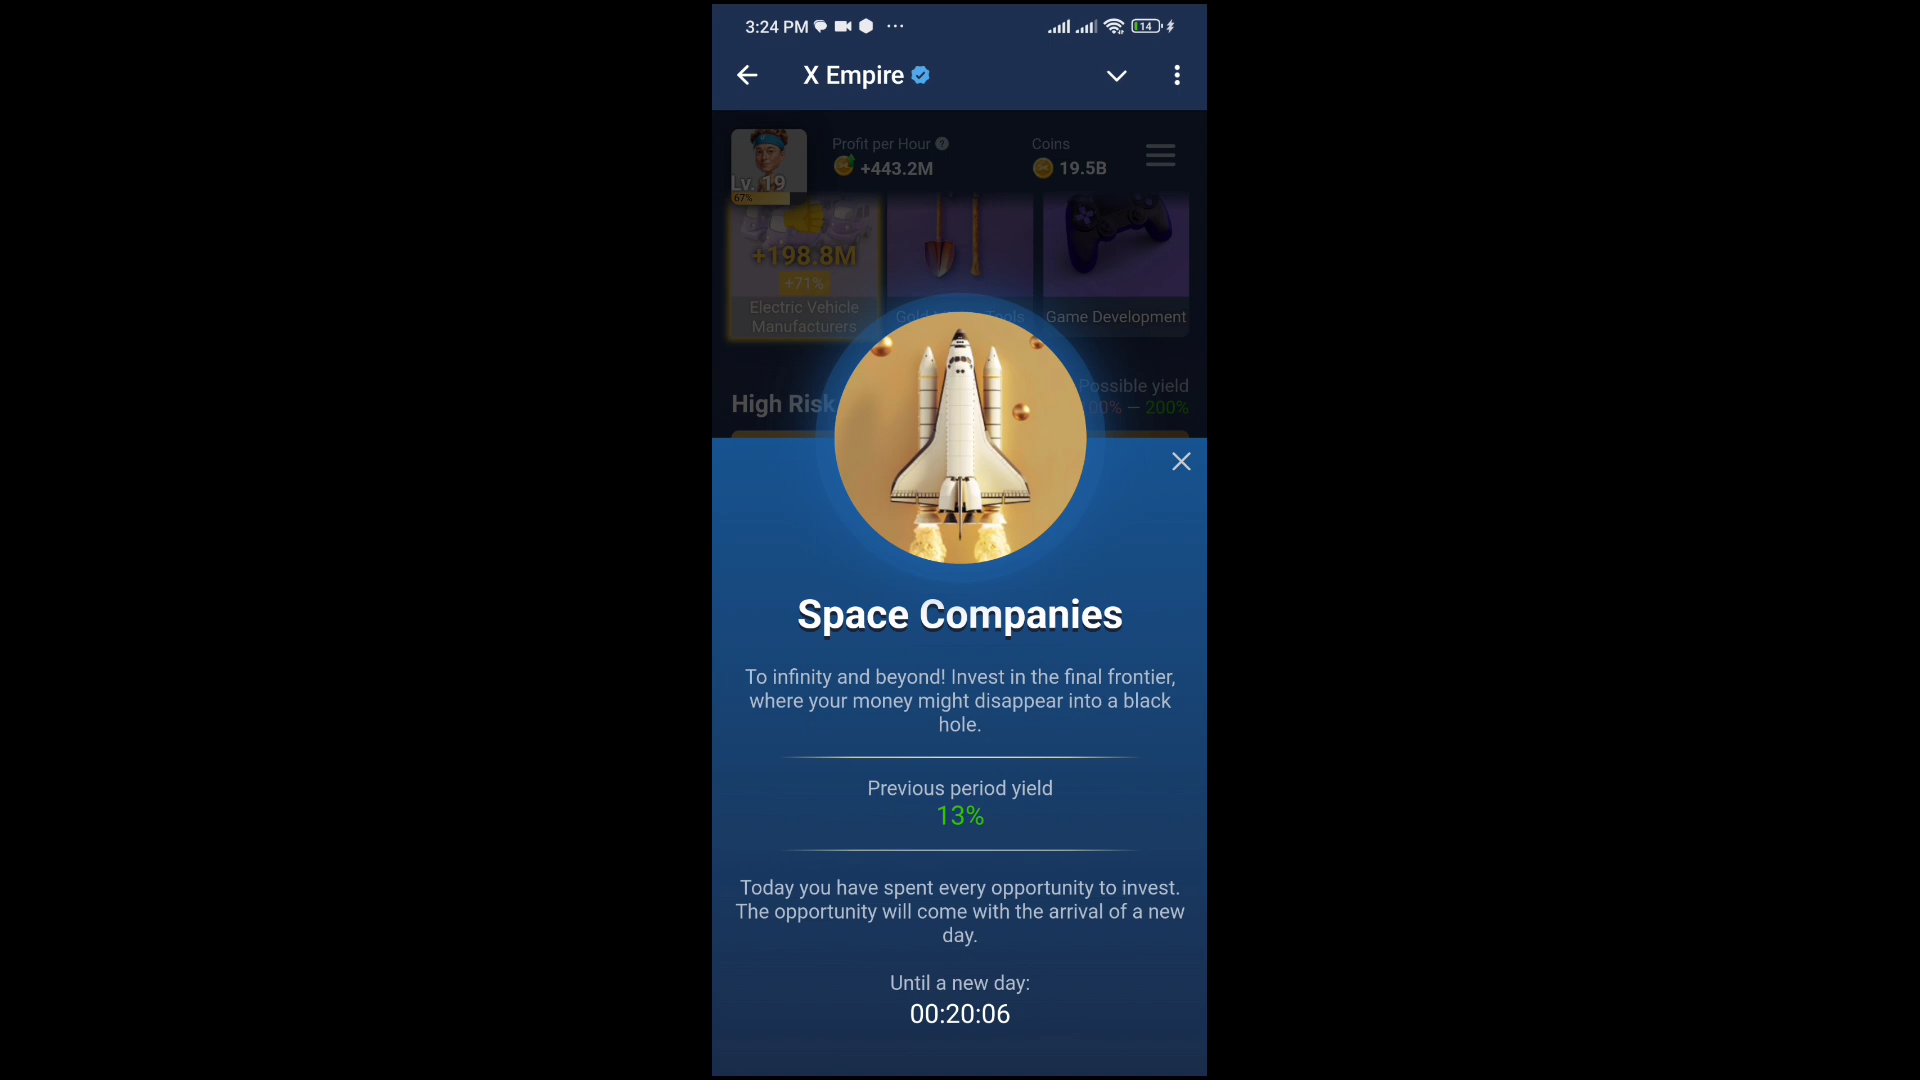 3:24 PM
14
X Empire
Profit per Hour ?
Coins
+443.2M
19.5B
Lv. 19
67%
+198.8M
+71%
Electric Vehicle
Manufacturers
Game Development
High Risk
Possible yield
00% — 200%
Space Companies
To infinity and beyond! Invest in the final frontier,
where your money might disappear into a black
hole.
Previous period yield
13%
Today you have spent every opportunity to invest.
The opportunity will come with the arrival of a new
day.
Until a new day:
00:20:06